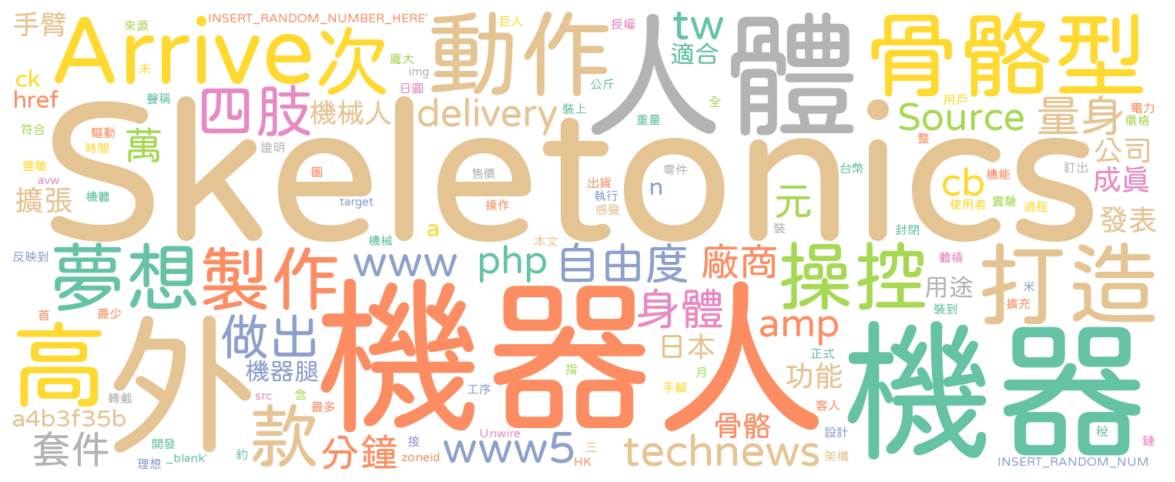 手臂
來源
INSERT_RANDOM_NUMBER_HERE'
巨人
授權
tw
Arrive
次
動作
人體
骨骼型
未
龐大
img
適合
ck
href
聲稱
四肢
機械人
日圓
delivery
公斤
裝上
重量
全
Source
用戶
量身
電力
價格
符合
驅動
時間
萬
證明
整
Skeletonics
靈敏
avw
機體
擴張
圖
售價
target
操作
出貨
執行
感覺
n
零件
元
台幣
cb
使用者
實驗
機能
過程
訂出
公司
成真
發表
a
裝
封閉
機械
本文
反映到
夢想
製作
www
php
自由度
廠商
操控
體積
用途
打造
米
擴充
裝到
首
最少
高
外
做出
機器腿
機器人
身體
amp
日本
正式
功能
機器
轉載
src
含
最多
工序
指
月
手腳
a4b3f35b
款
骨骼
客人
設計
稅
套件
開發
理想
_blank'
約
分鐘
接
zoneid
www5
Unwire
HK
三
technews
架構
鏈
INSERT_RANDOM_NUM